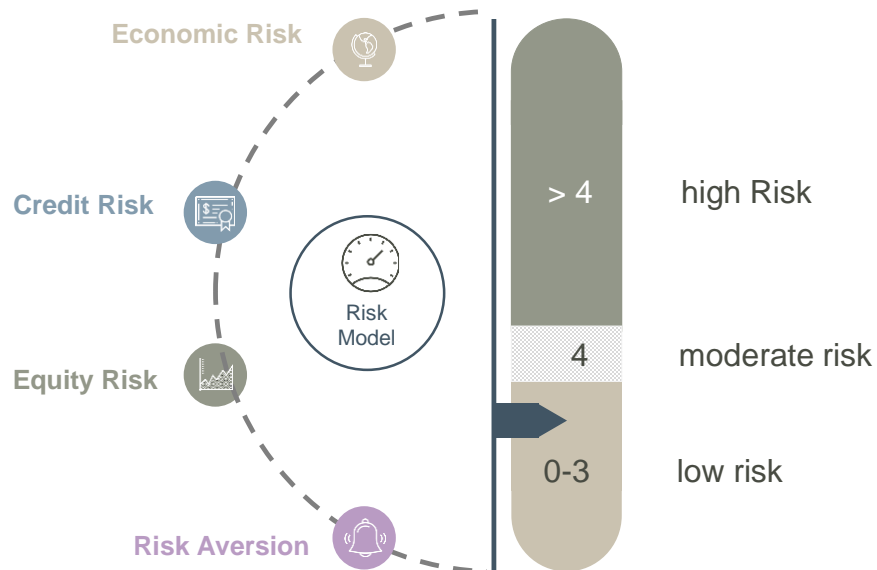 Economic Risk
Credit Risk
Equity Risk
Risk Aversion
$
Risk
Model
> 4
high Risk
4
moderate risk
0-3
low risk